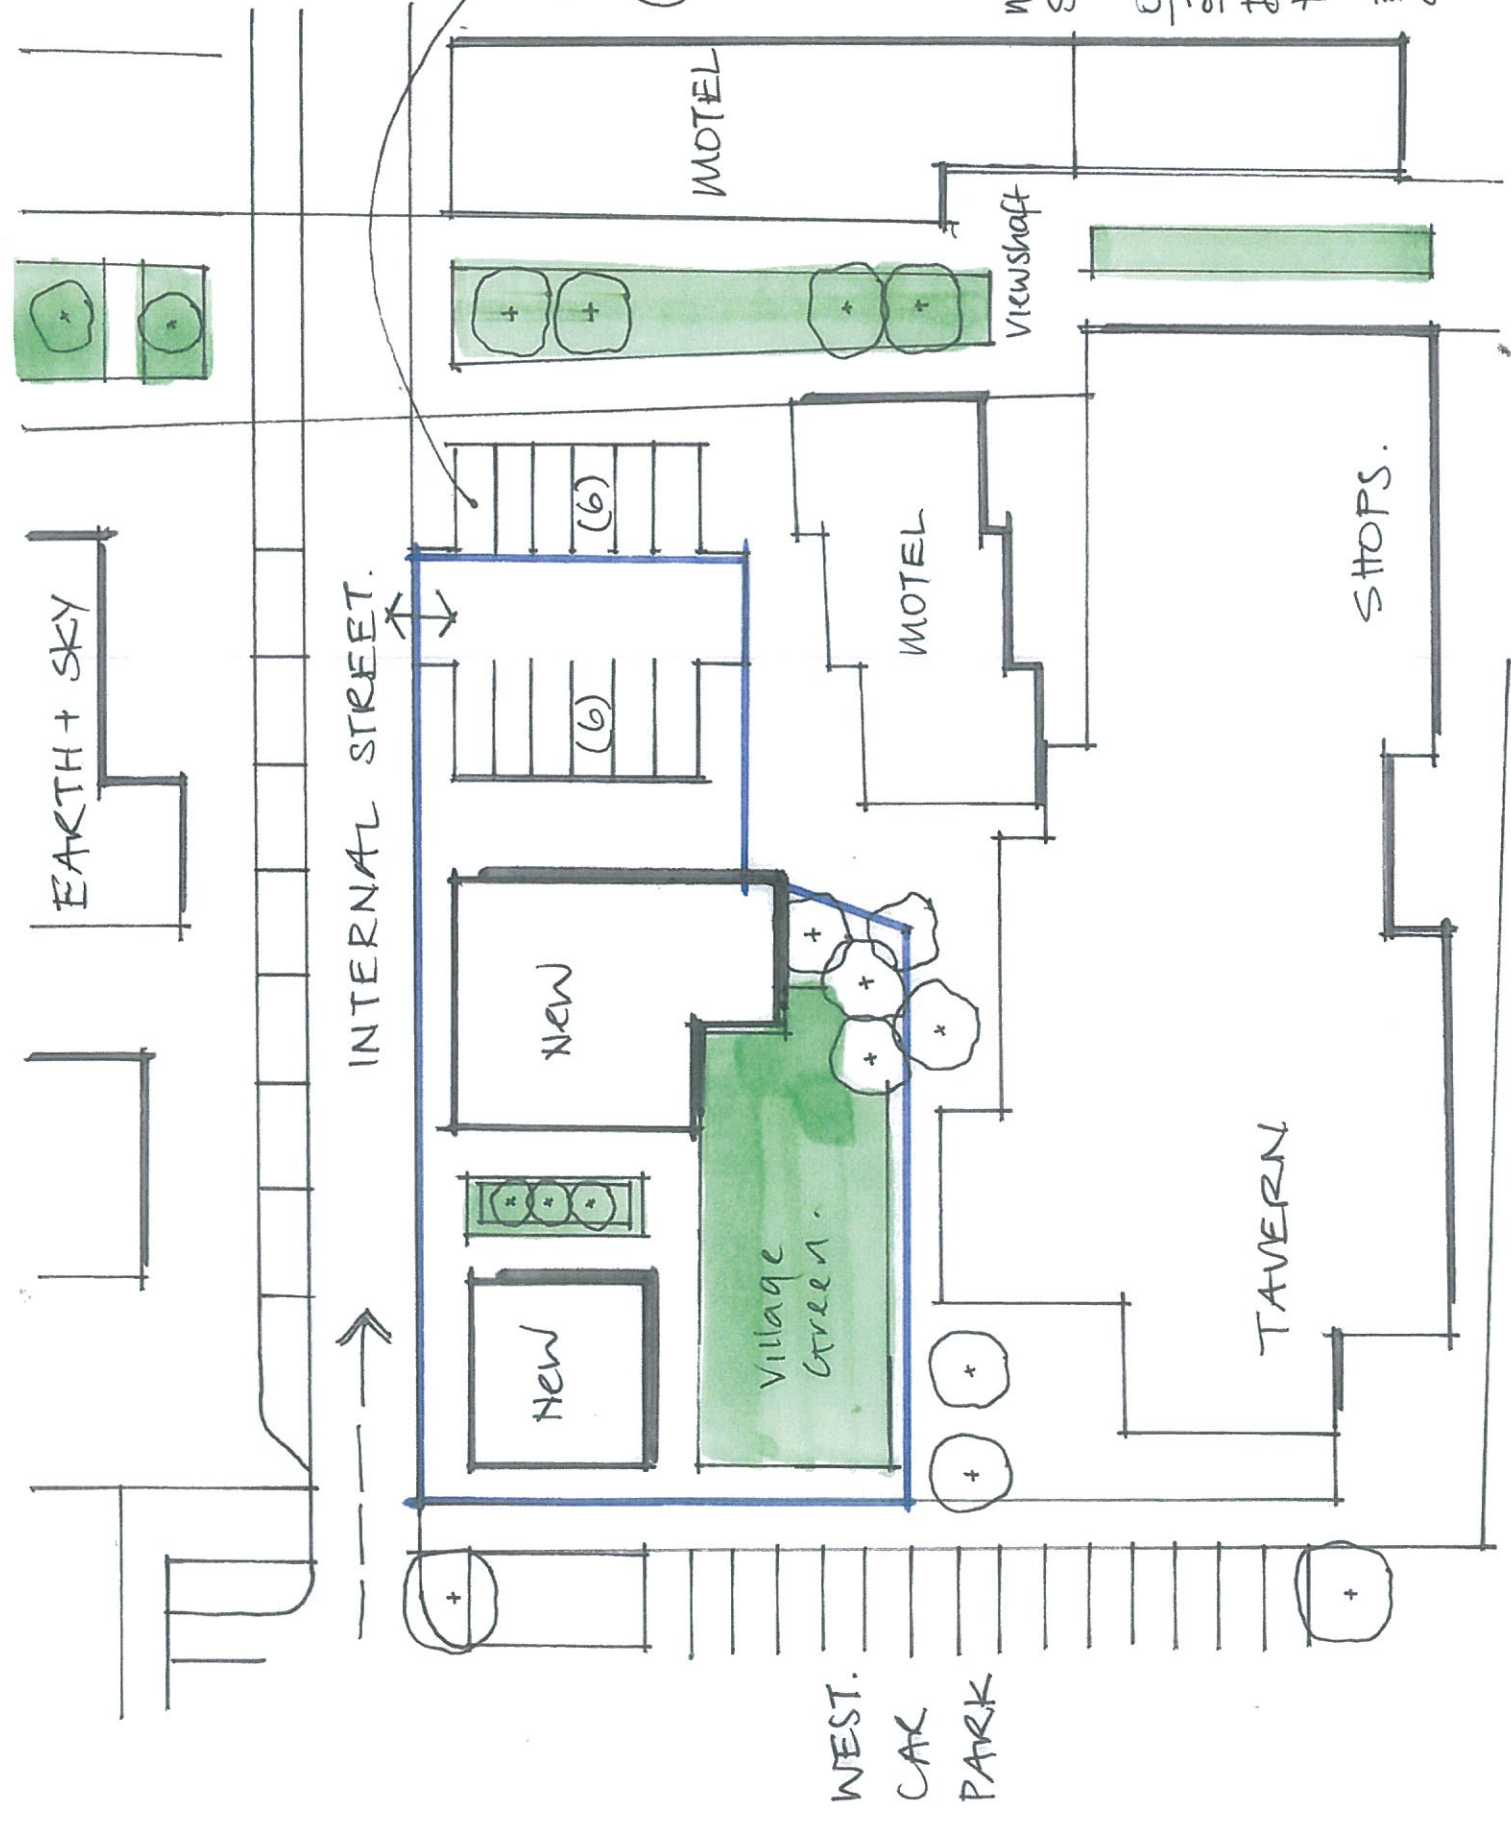 MOTEL
Viewshaft
EARTH + SKY
INTERNAL STREET.
(6)
(6)
MOTEL
SHOPS.
New
New
Village
Green.
TAVERN
WEST.
CAR
PARK